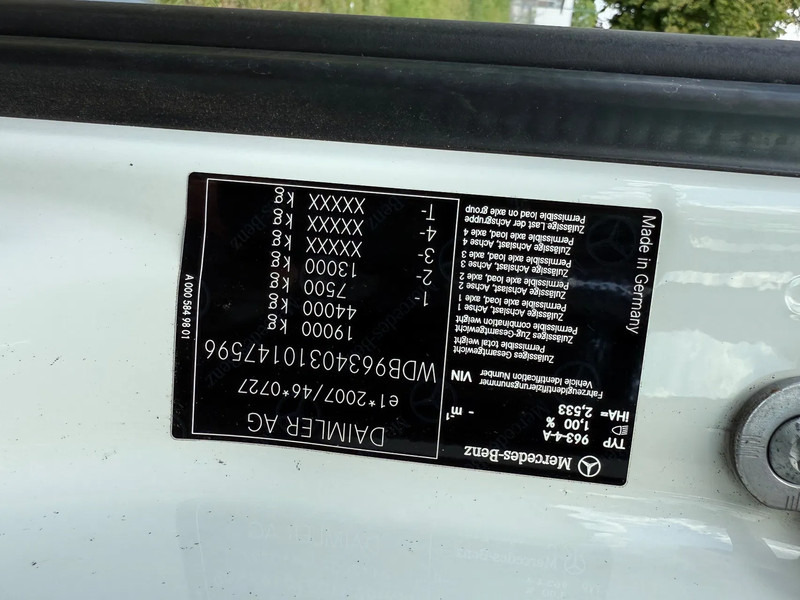 Mercedes-Benz
TYP 963-4-A
1,00 %
iHA= 2,533
- m⁻¹
DAIMLER AG
e1*2007/46*0727
Fahrzeugidentifizierungsnummer
Vehicle Identification Number VIN
WDB9634031O147596
Zulässiges Gesamtgewicht
Permissible total weight
19000 kg
Zulässiges Zug-Gesamtgewicht
Permissible combination weight
44000 kg
Zulässige Achslast, Achse 1
Permissible axle load, axle 1
1- 7500 kg
Zulässige Achslast, Achse 2
Permissible axle load, axle 2
2- 13000 kg
Zulässige Achslast, Achse 3
Permissible axle load, axle 3
3- XXXXX kg
Zulässige Achslast, Achse 4
Permissible axle load, axle 4
4- XXXXX kg
Zulässige Last der Achsgruppe
Permissible load on axle group
T- XXXXX kg
Made in Germany
A 000 584 98 01